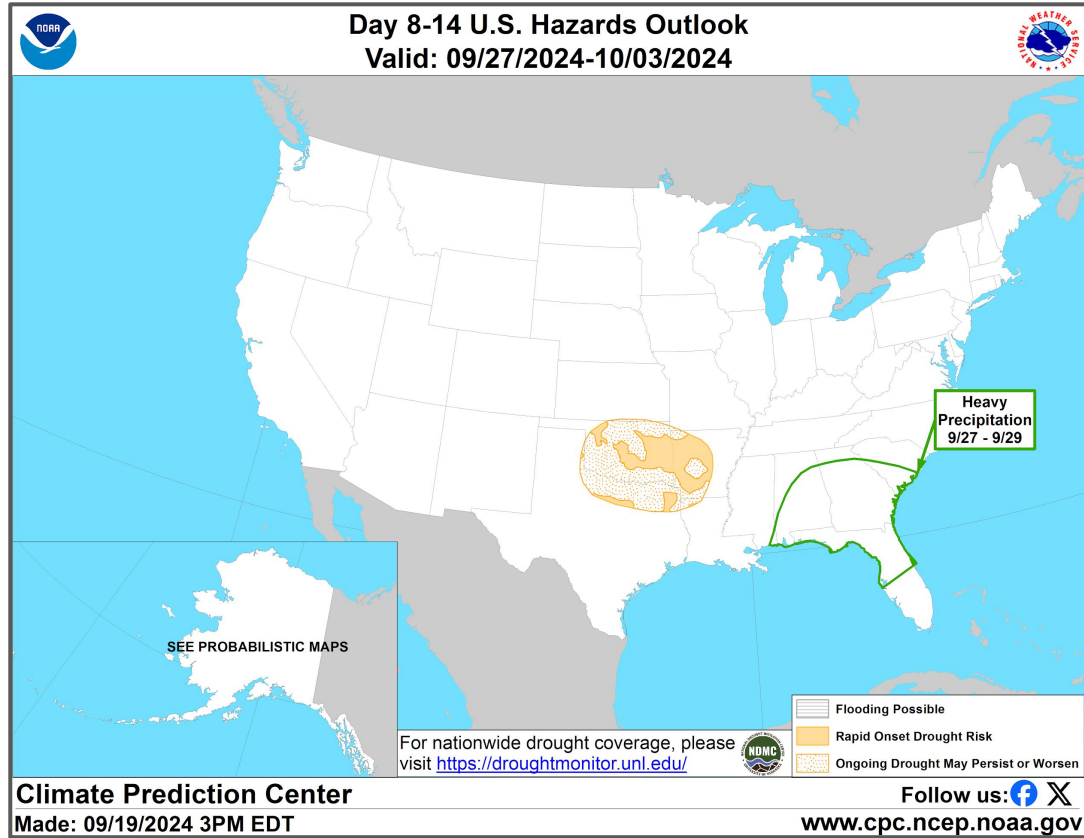 NOAA
Day 8-14 U.S. Hazards Outlook
Valid: 09/27/2024-10/03/2024
NATIONAL WEATHER SERVICE
Heavy
Precipitation
9/27 - 9/29
SEE PROBABILISTIC MAPS
Flooding Possible
Rapid Onset Drought Risk
Ongoing Drought May Persist or Worsen
For nationwide drought coverage, please
visit https://droughtmonitor.unl.edu/
NDMC
Climate Prediction Center
Made: 09/19/2024 3PM EDT
Follow us:
www.cpc.ncep.noaa.gov